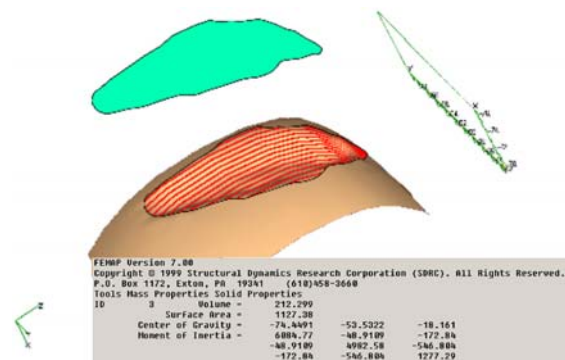 FEMAP Version 7.00
Copyright © 1999 Structural Dynamics Research Corporation (SDRC). All Rights Reserved.
P.O. Box 1172, Exton, PA 19341 (610)458-3660
Tools Mass Properties Solid Properties
ID 3 Volume = 212.299
Surface Area = 1127.38
Center of Gravity = -74.4491 -53.5322 -18.161
Moment of Inertia = 6084.77 -48.9109 -172.84
-48.9109 4982.58 -546.804
-172.84 -546.804 1277.29